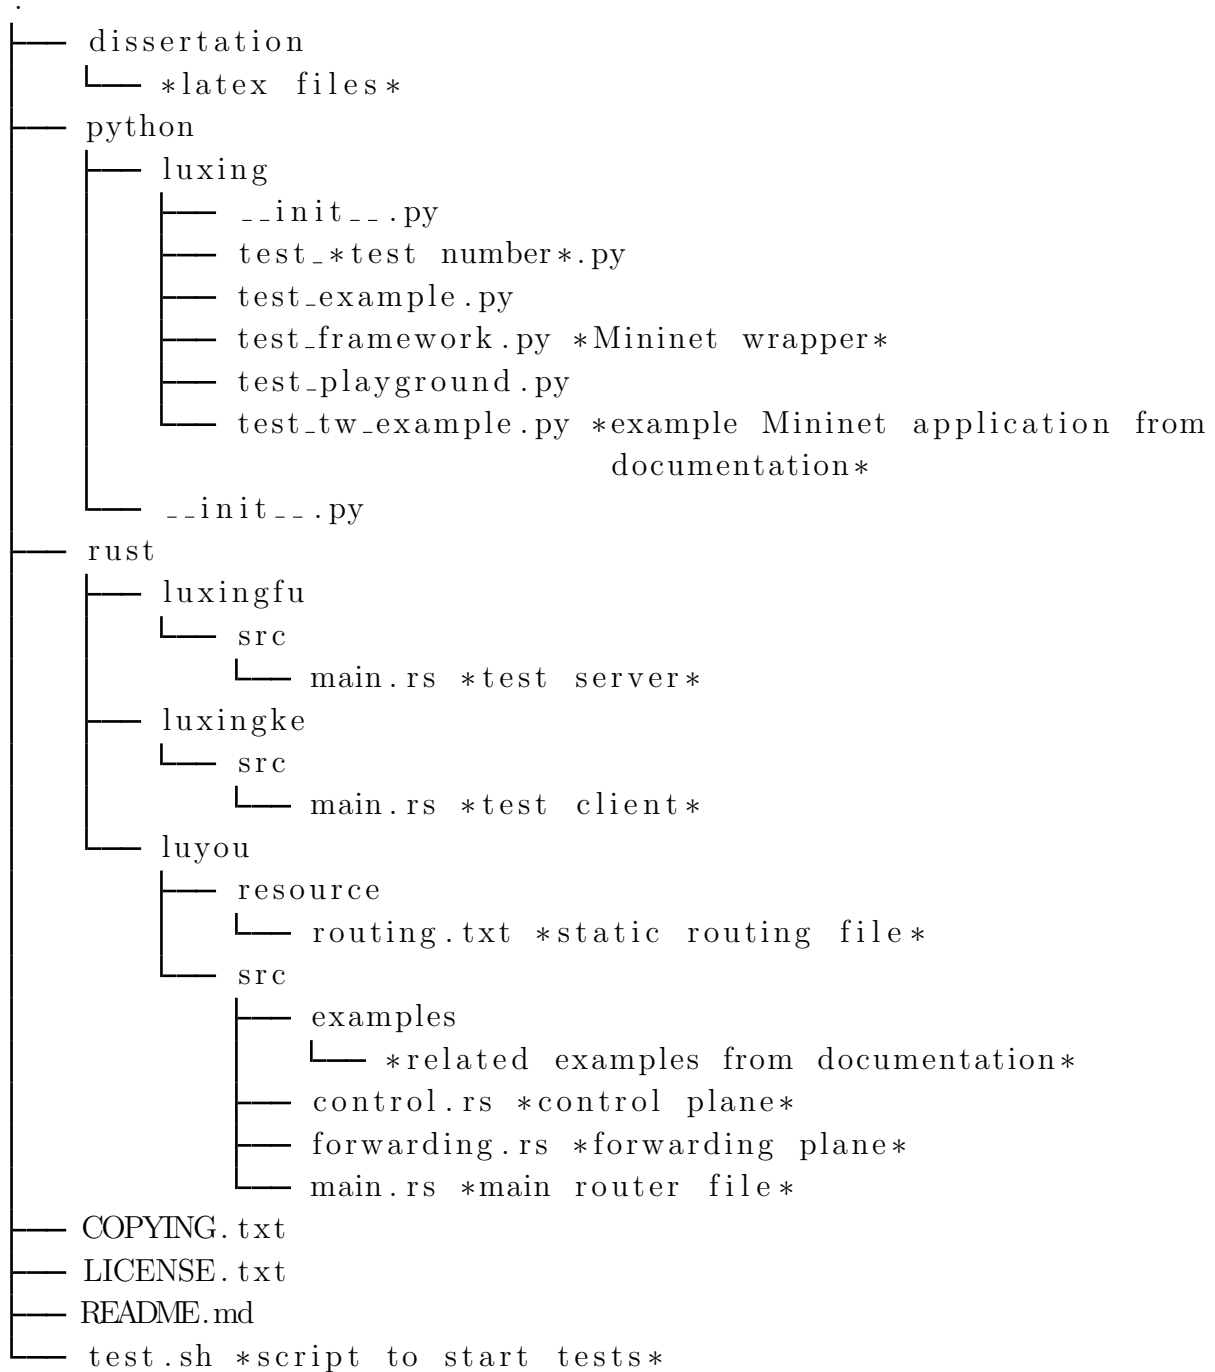 .
├── dissertation
│   └── *latex files*
├── python
│   ├── luxing
│   │   ├── __init__.py
│   │   ├── test_*test number*.py
│   │   ├── test_example.py
│   │   ├── test_framework.py *Mininet wrapper*
│   │   ├── test_playground.py
│   │   └── test_tw_example.py *example Mininet application from
│   │                           documentation*
│   └── __init__.py
├── rust
│   ├── luxingfu
│   │   └── src
│   │       └── main.rs *test server*
│   ├── luxingke
│   │   └── src
│   │       └── main.rs *test client*
│   └── luyou
│       ├── resource
│       │   └── routing.txt *static routing file*
│       └── src
│           ├── examples
│           │   └── *related examples from documentation*
│           ├── control.rs *control plane*
│           ├── forwarding.rs *forwarding plane*
│           └── main.rs *main router file*
├── COPYING.txt
├── LICENSE.txt
├── README.md
└── test.sh *script to start tests*